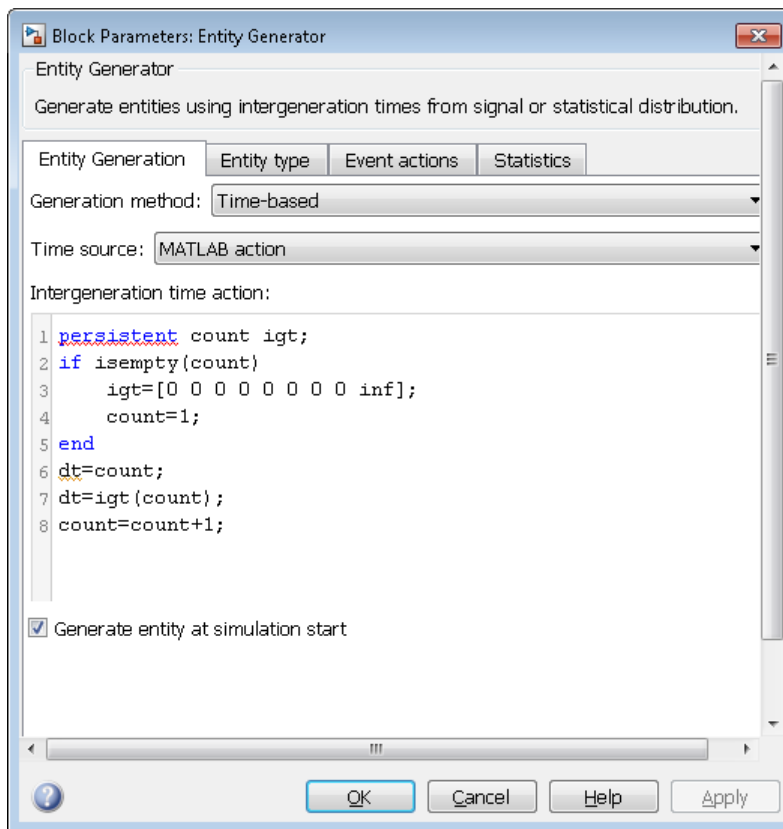 Block Parameters: Entity Generator
Entity Generator
Generate entities using intergeneration times from signal or statistical distribution.
Entity Generation Entity type Event actions Statistics
Generation method: Time-based
Time source: MATLAB action
Intergeneration time action:
1 persistent count igt;
2 if isempty(count)
3 igt=[0 0 0 0 0 0 0 0 inf];
4 count=1;
5 end
6 dt=count;
7 dt=igt(count);
8 count=count+1;
Generate entity at simulation start
OK Cancel Help Apply